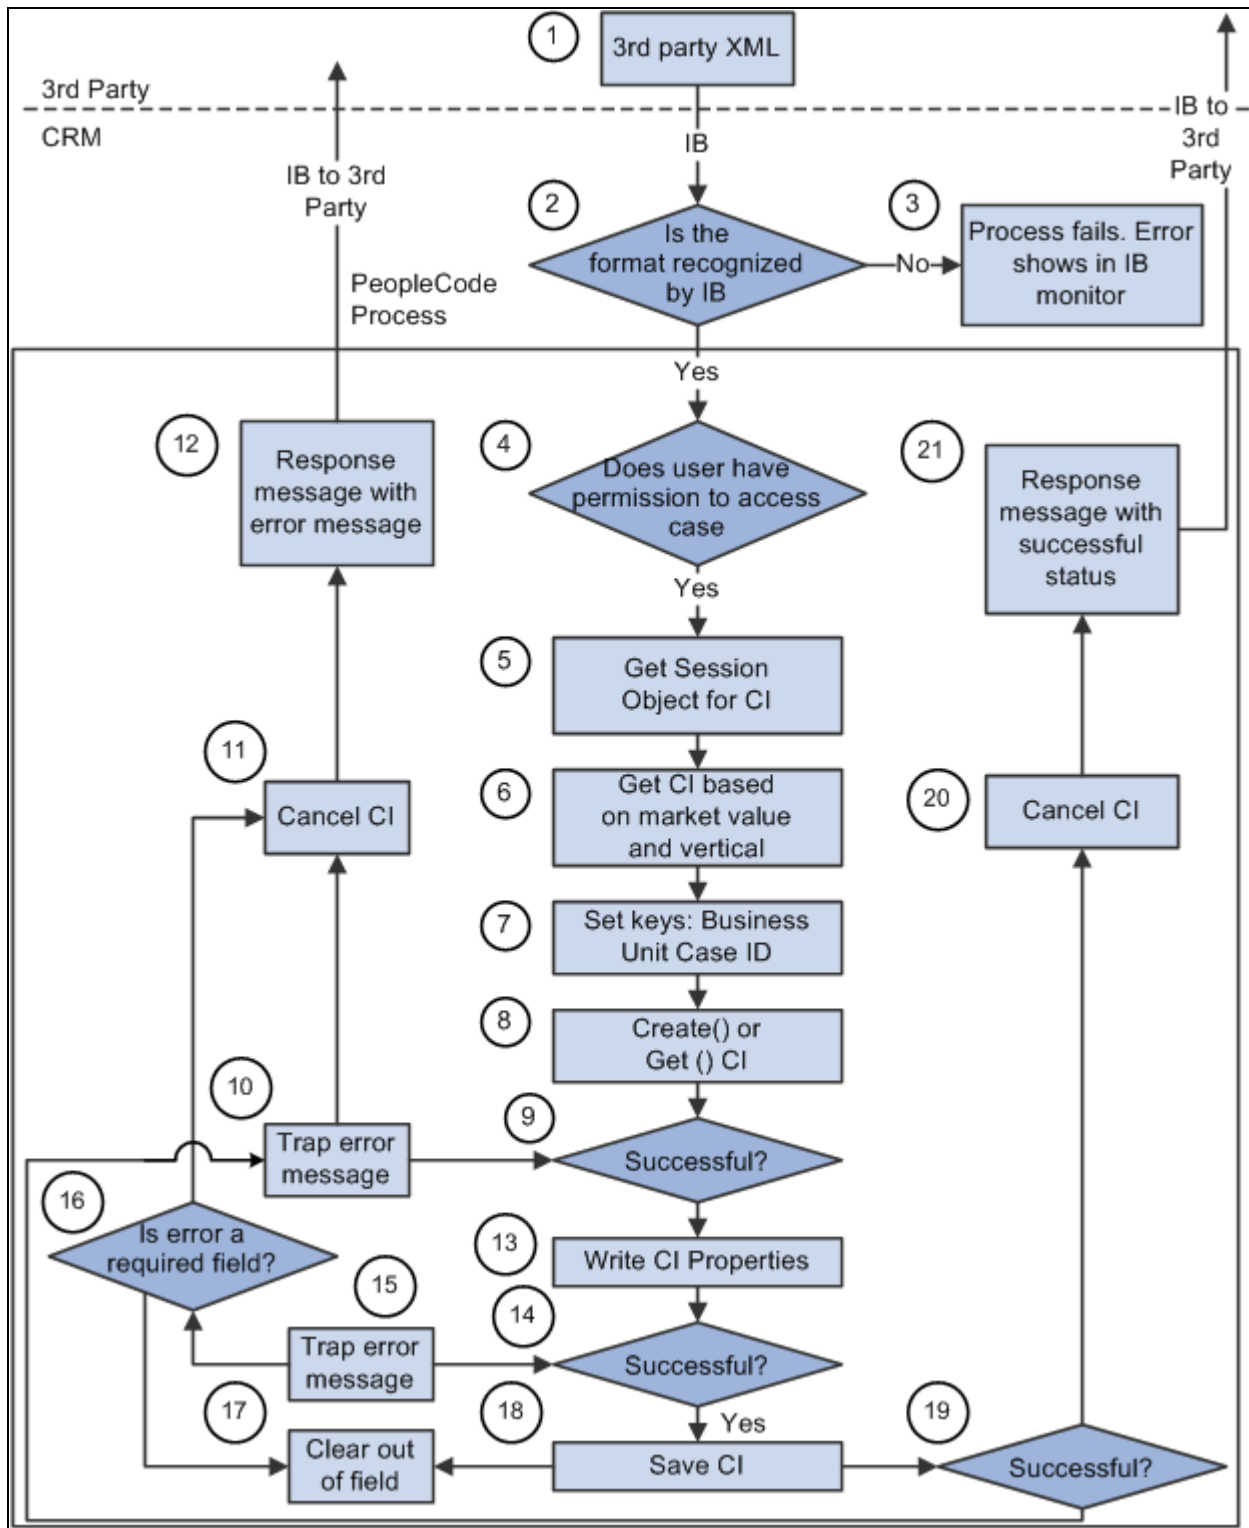 1
3rd party XML
3rd Party
CRM
IB
IB to
3rd
Party
IB to 3rd
Party
2
Is the
format recognized
by IB
No
3
Process fails. Error
shows in IB
monitor
PeopleCode
Process
Yes
12
Response
message with
error message
4
Does user have
permission to access
case
21
Response
message with
successful
status
Yes
5
Get Session
Object for CI
11
Cancel CI
6
Get CI based
on market value
and vertical
20
Cancel CI
7
Set keys: Business
Unit Case ID
8
Create() or
Get () CI
10
Trap error
message
9
Successful?
16
Is error a
required field?
13
Write CI Properties
15
Trap error
message
14
Successful?
Yes
17
Clear out
of field
18
Save CI
19
Successful?